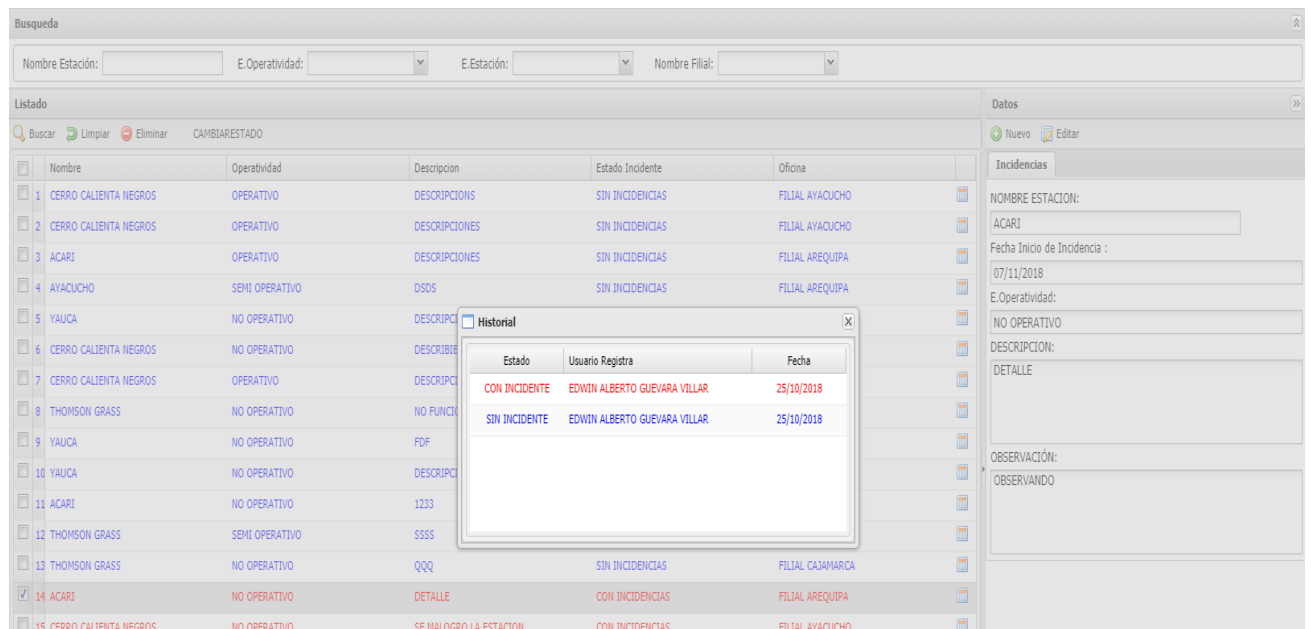 Busqueda
Nombre Estación: E.Operatividad: E.Estación: Nombre Filial:
Listado
Buscar Limpiar Eliminar CAMBIARESTADO
Nombre Operatividad Descripcion Estado Incidente Oficina
1 CERRO CALIENTA NEGROS OPERATIVO DESCRIPCIONS SIN INCIDENCIAS FILIAL AYACUCHO
2 CERRO CALIENTA NEGROS OPERATIVO DESCRIPCIONES SIN INCIDENCIAS FILIAL AYACUCHO
3 ACARI OPERATIVO DESCRIPCIONES SIN INCIDENCIAS FILIAL AREQUIPA
4 AYACUCHO SEMI OPERATIVO DSDS SIN INCIDENCIAS FILIAL AREQUIPA
5 YAUCA NO OPERATIVO
6 CERRO CALIENTA NEGROS NO OPERATIVO
7 CERRO CALIENTA NEGROS OPERATIVO
8 THOMSON GRASS NO OPERATIVO NO
9 YAUCA NO OPERATIVO FDF
10 YAUCA NO OPERATIVO
11 ACARI NO OPERATIVO 1233
12 THOMSON GRASS SEMI OPERATIVO SSSS
13 THOMSON GRASS NO OPERATIVO QQQ SIN INCIDENCIAS FILIAL CAJAMARCA
14 ACARI NO OPERATIVO DETALLE CON INCIDENCIAS FILIAL AREQUIPA
15 CERRO CALIENTA NEGROS NO OPERATIVO SE MALOGRO LA ESTACION CON INCIDENCIAS FILIAL AYACUCHO
Historial
Estado Usuario Registra Fecha
CON INCIDENTE EDWIN ALBERTO GUEVARA VILLAR 25/10/2018
SIN INCIDENTE EDWIN ALBERTO GUEVARA VILLAR 25/10/2018
Datos
Nuevo Editar
Incidencias
NOMBRE ESTACION:
ACARI
Fecha Inicio de Incidencia :
07/11/2018
E.Operatividad:
NO OPERATIVO
DESCRIPCION:
DETALLE
OBSERVACIÓN:
OBSERVANDO